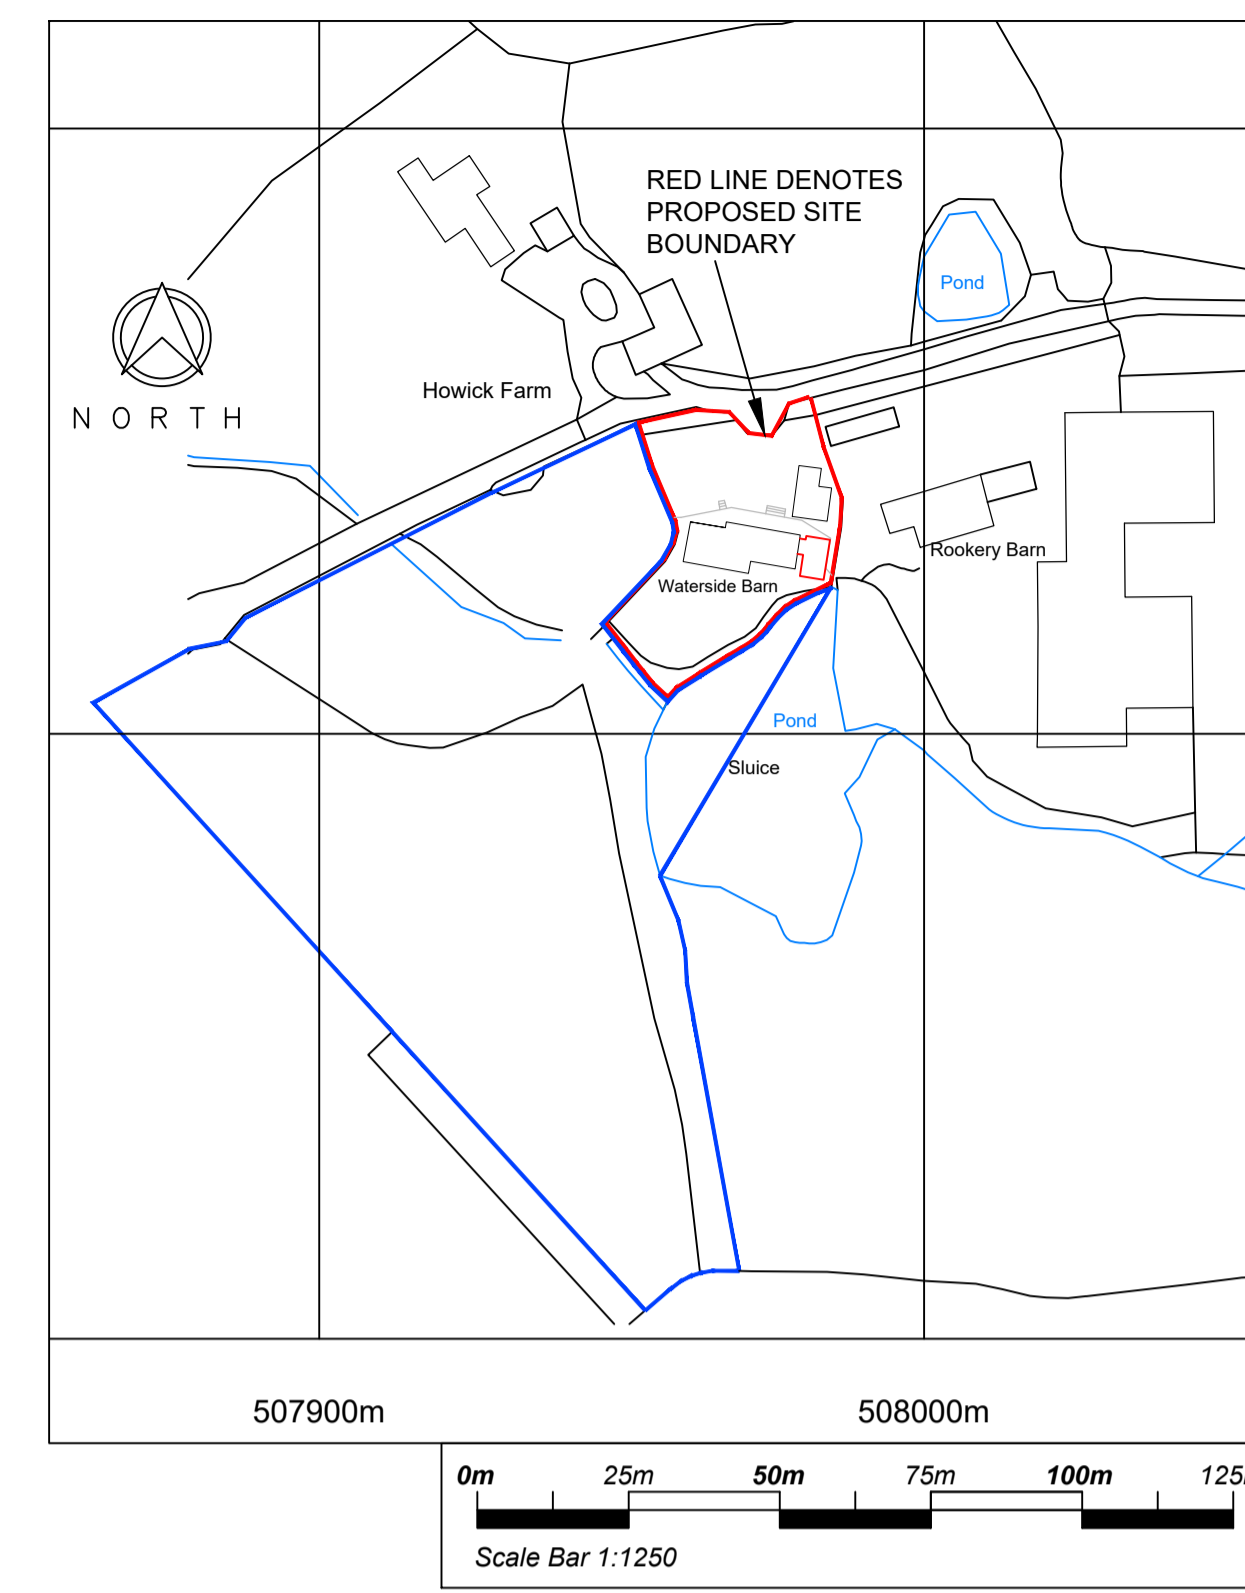 RED LINE DENOTES
PROPOSED SITE
BOUNDARY
Pond
NORTH
Howick Farm
Rookery Barn
Waterside Barn
Pond
Sluice
507900m
508000m
0m 25m 50m 75m 100m
Scale Bar 1:1250